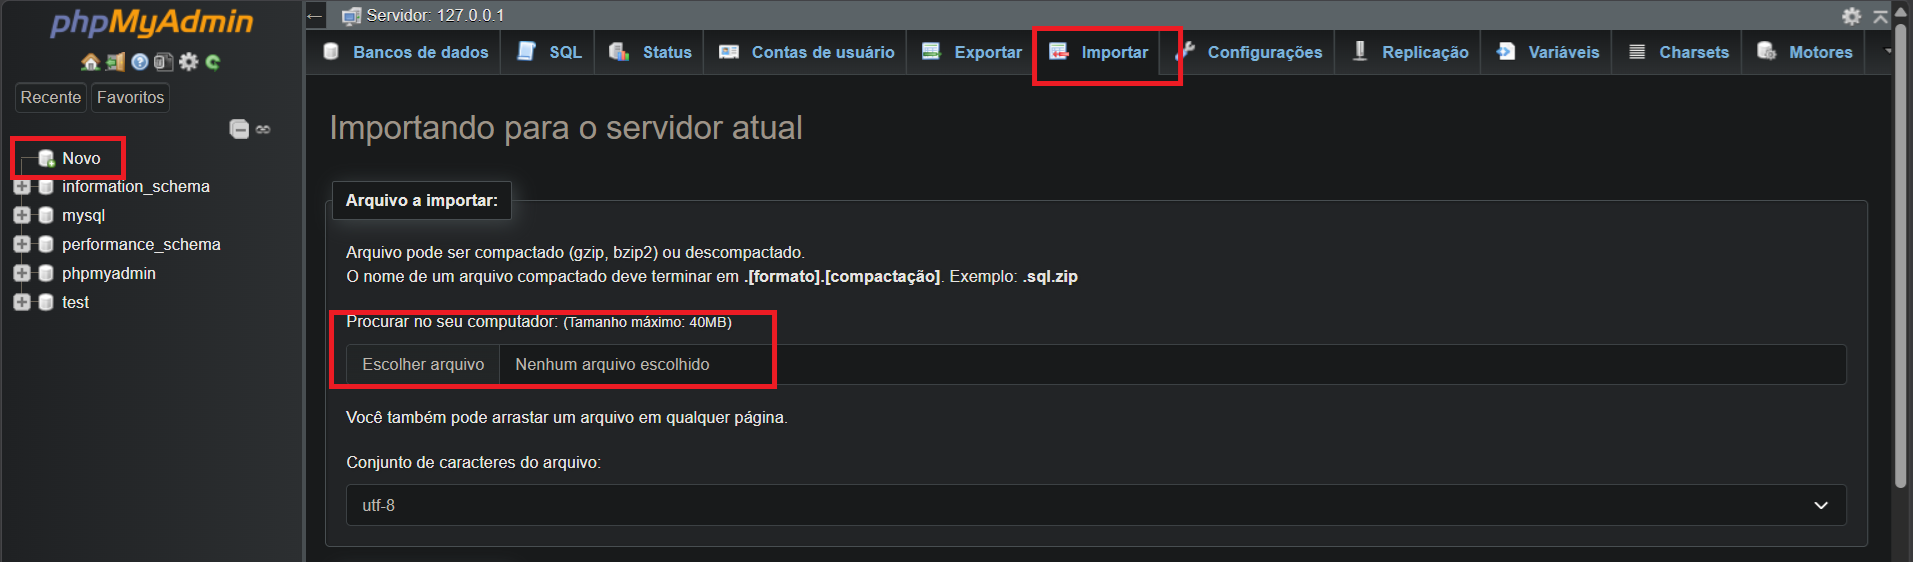 phpMyAdmin
Recente Favoritos
Novo
information_schema
mysql
performance_schema
phpmyadmin
test
Servidor: 127.0.0.1
Bancos de dados SQL Status Contas de usuário Exportar Importar Configurações Replicação Variáveis Charsets Motores
Importando para o servidor atual
Arquivo a importar:
Arquivo pode ser compactado (gzip, bzip2) ou descompactado.
O nome de um arquivo compactado deve terminar em .[formato].[compactação]. Exemplo: .sql.zip
Procurar no seu computador: (Tamanho máximo: 40MB)
Escolher arquivo Nenhum arquivo escolhido
Você também pode arrastar um arquivo em qualquer página.
Conjunto de caracteres do arquivo:
utf-8